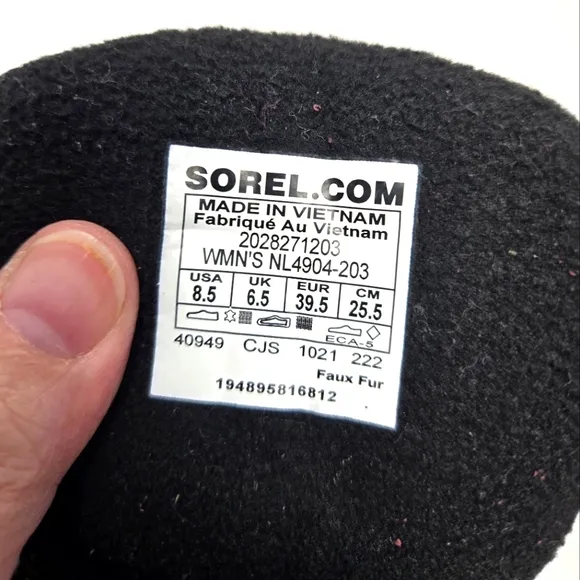 SOREL.COM
MADE IN VIETNAM
Fabriqué Au Vietnam
2028271203
WMN'S NL4904-203
USA UK EUR CM
8.5 6.5 39.5 25.5
ECA-5
40949 CJS 1021 222
Faux Fur
194895816812